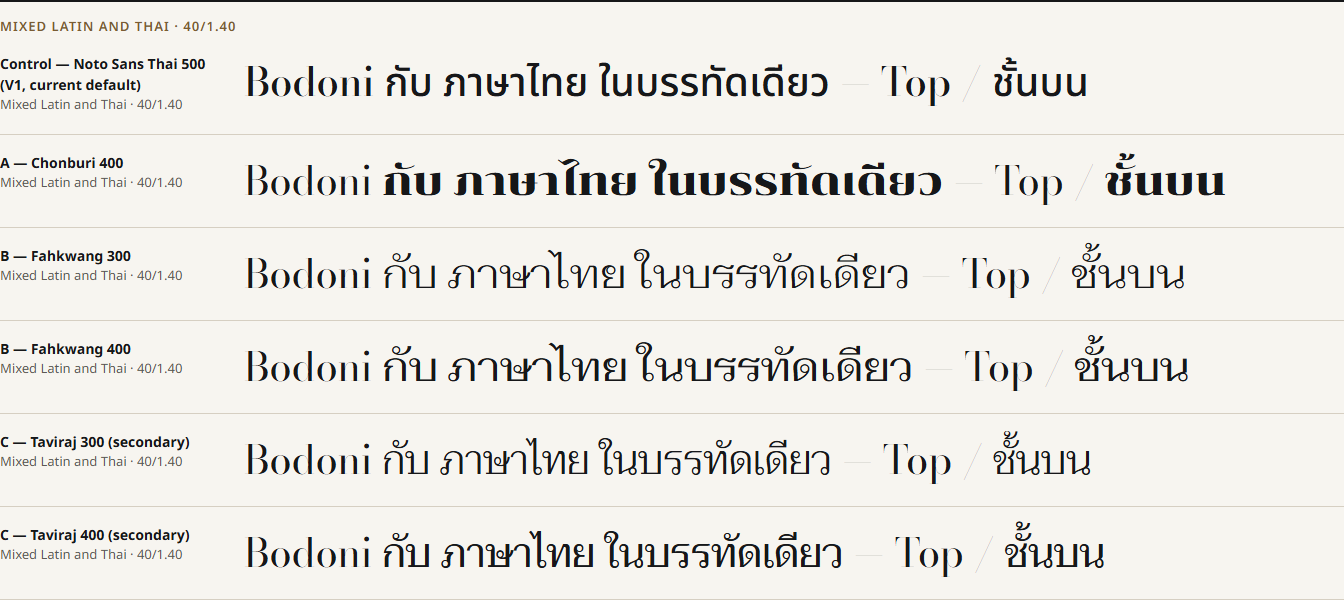 MIXED LATIN AND THAI · 40/1.40
Control — Noto Sans Thai 500
(V1, current default)
Mixed Latin and Thai · 40/1.40
Bodoni กับ ภาษาไทย ในบรรทัดเดียว — Top / ชั้นบน
A — Chonburi 400
Mixed Latin and Thai · 40/1.40
Bodoni กับ ภาษาไทย ในบรรทัดเดียว — Top / ชั้นบน
B — Fahkwang 300
Mixed Latin and Thai · 40/1.40
Bodoni กับ ภาษาไทย ในบรรทัดเดียว — Top / ชั้นบน
B — Fahkwang 400
Mixed Latin and Thai · 40/1.40
Bodoni กับ ภาษาไทย ในบรรทัดเดียว — Top / ชั้นบน
C — Taviraj 300 (secondary)
Mixed Latin and Thai · 40/1.40
Bodoni กับ ภาษาไทย ในบรรทัดเดียว — Top / ชั้นบน
C — Taviraj 400 (secondary)
Mixed Latin and Thai · 40/1.40
Bodoni กับ ภาษาไทย ในบรรทัดเดียว — Top / ชั้นบน